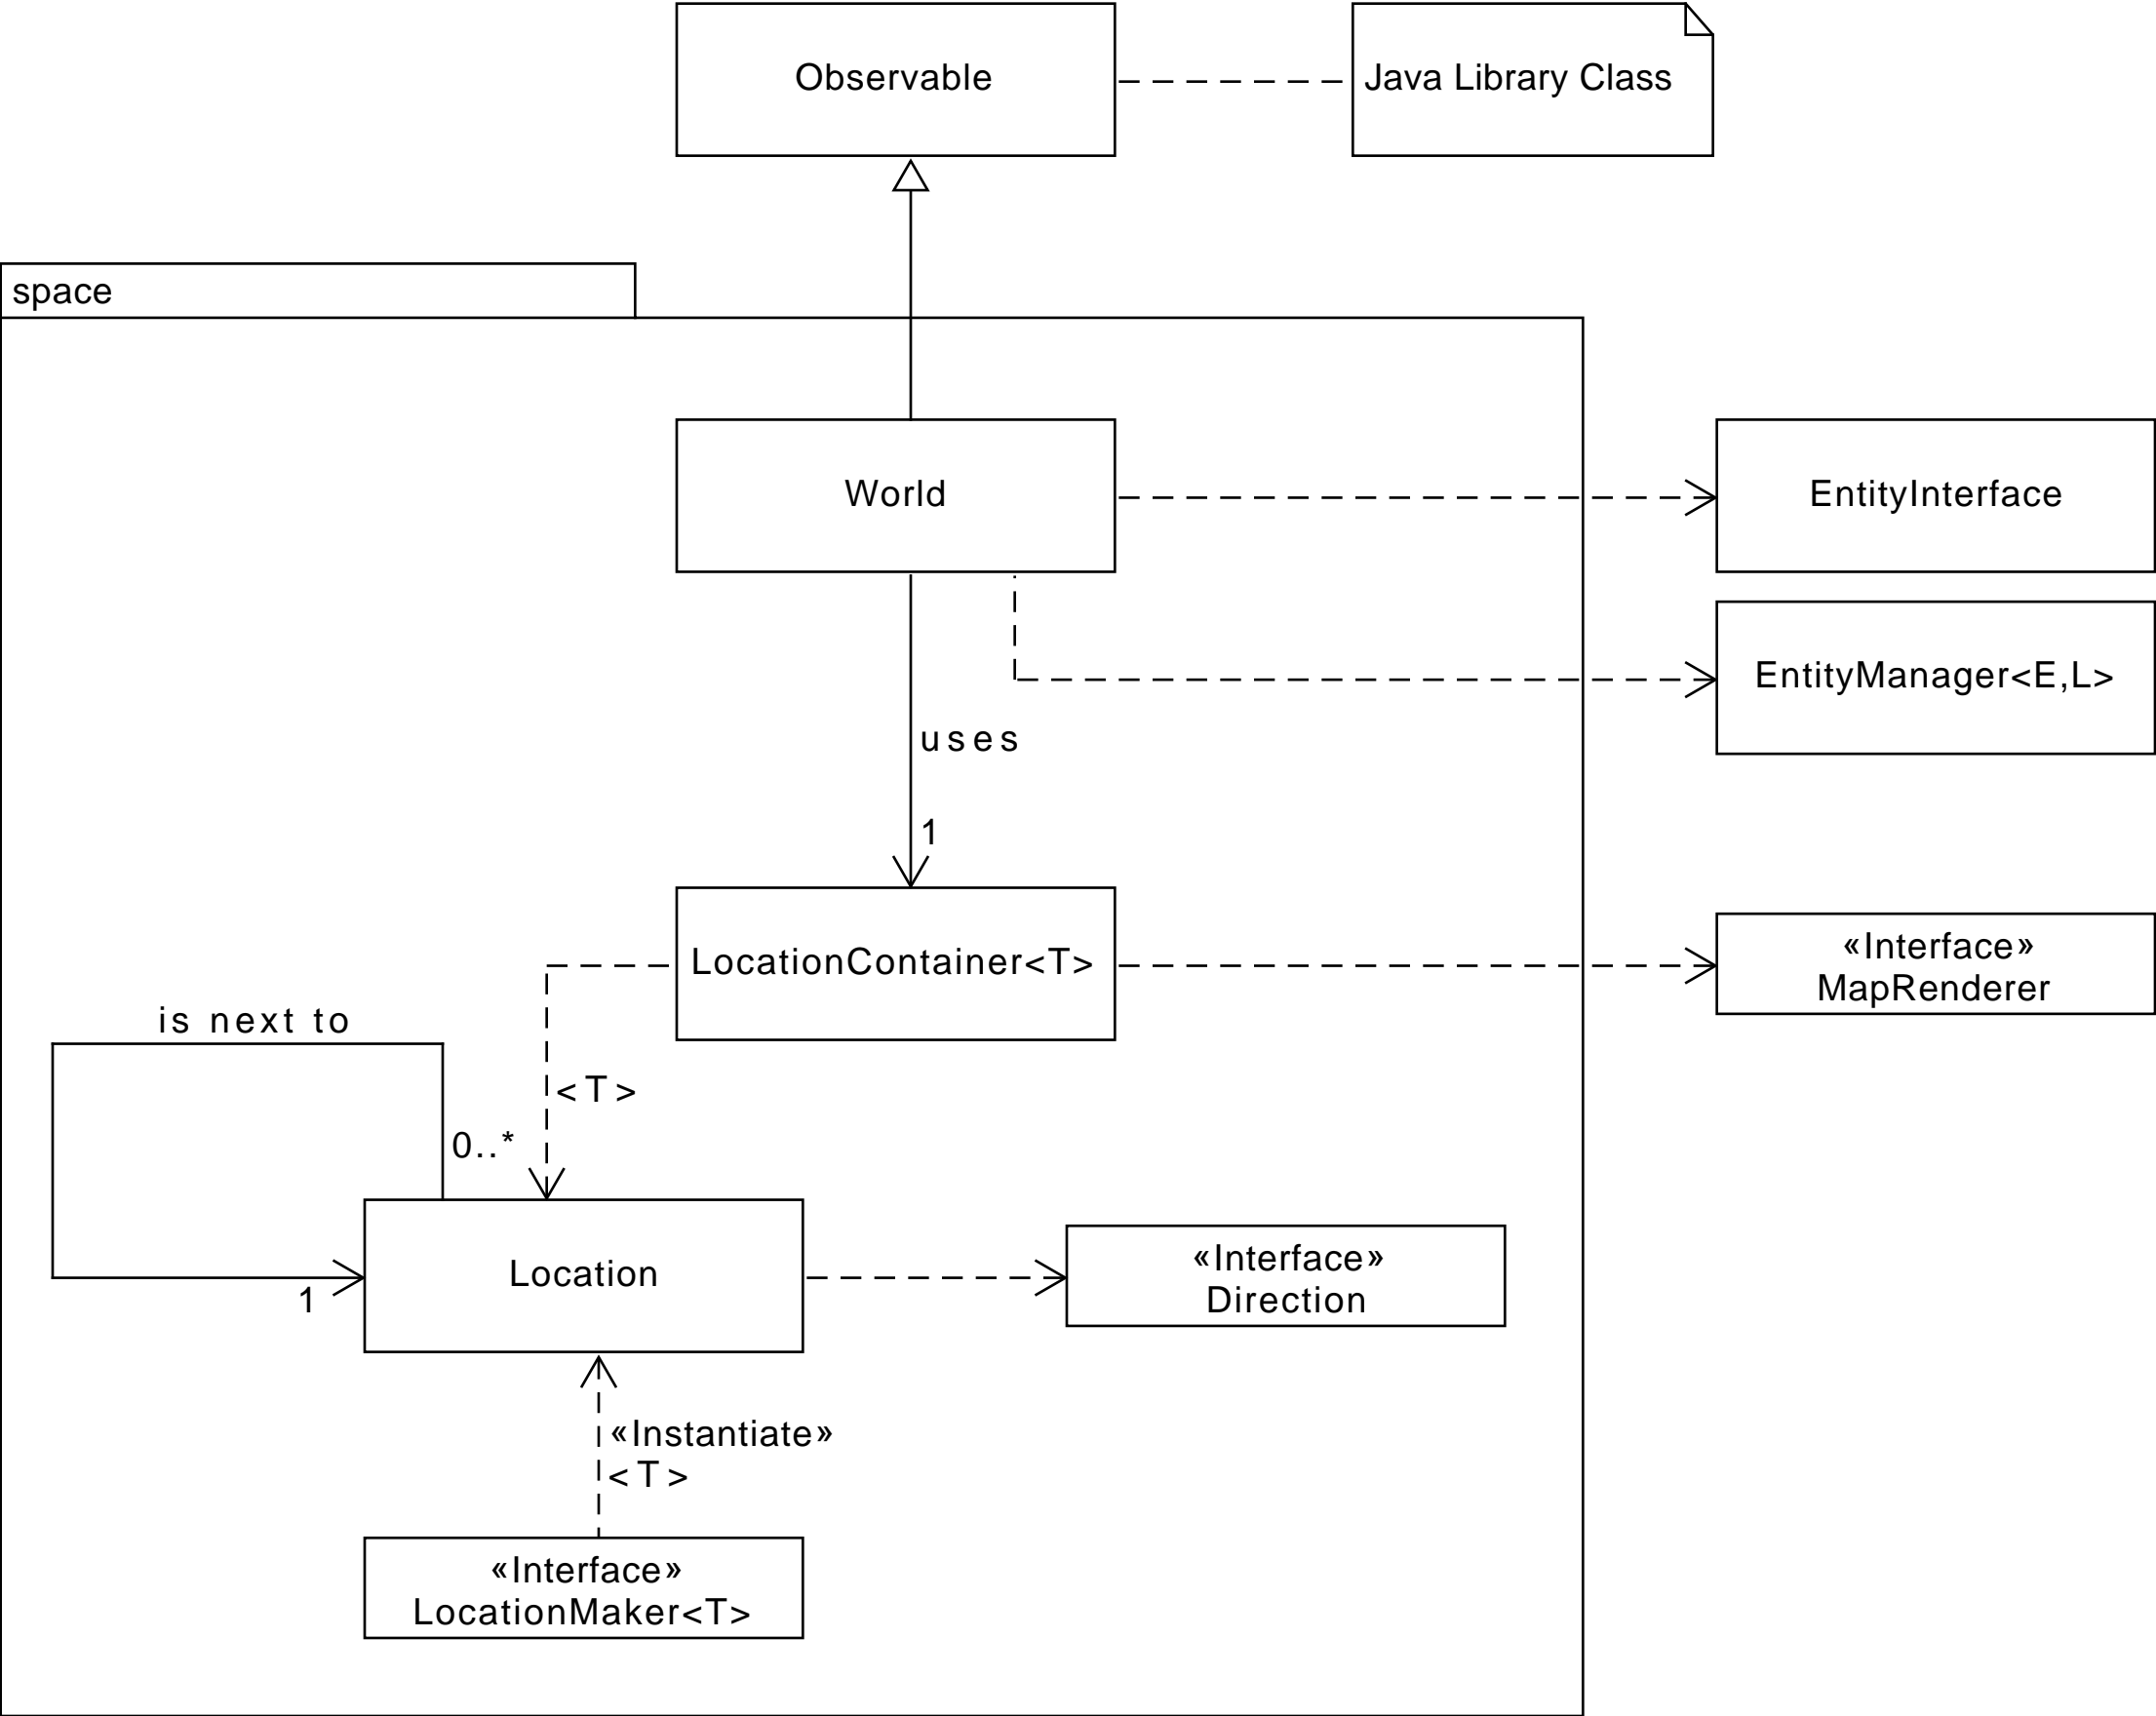 Observable
Java Library Class
space
World
EntityInterface
EntityManager<E,L>
uses
1
LocationContainer<T>
«Interface»
MapRenderer
is next to
<T>
0..*
Location
1
«Interface»
Direction
«Instantiate»
<T>
«Interface»
LocationMaker<T>